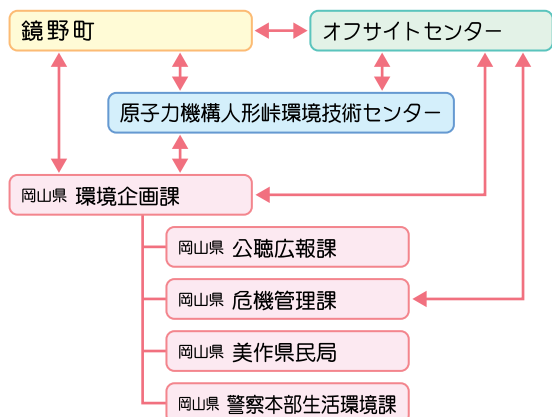 鏡野町
オフサイトセンター
原子力機構人形峠環境技術センター
岡山県 環境企画課
岡山県 公聴広報課
岡山県 危機管理課
岡山県 美作県民局
岡山県 警察本部生活環境課